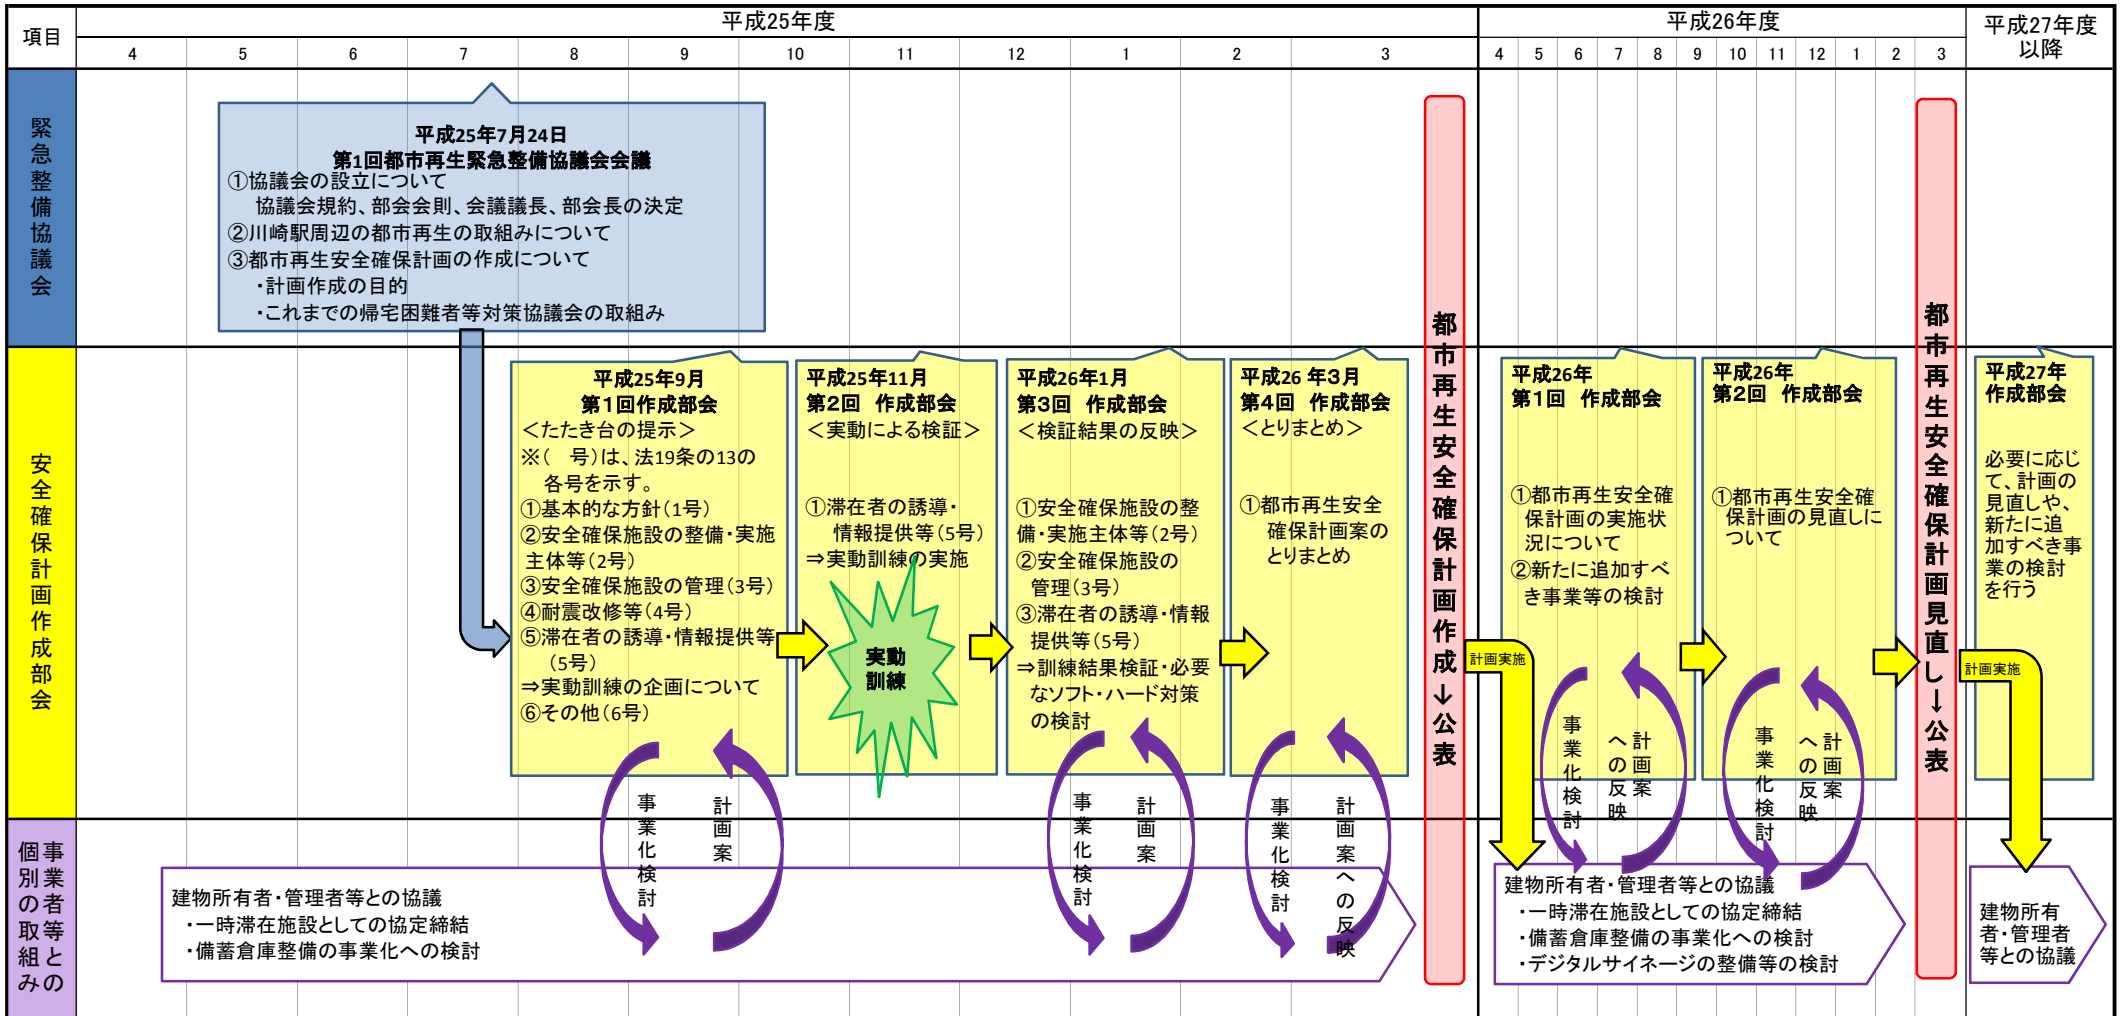 項目
平成25年度
平成26年度
平成27年度
以降
4 5 6 7 8 9 10 11 12 1 2 3
4 5 6 7 8 9 10 11 12 1 2 3
緊急整備協議会
平成25年7月24日
第1回都市再生緊急整備協議会会議
①協議会の設立について
協議会規約、部会会則、会議議長、部会長の決定
②川崎駅周辺の都市再生の取組みについて
③都市再生安全確保計画の作成について
・計画作成の目的
・これまでの帰宅困難者等対策協議会の取組み
安全確保計画作成部会
平成25年9月
第1回作成部会
＜たたき台の提示＞
※(　号)は、法19条の13の
各号を示す。
①基本的な方針(1号)
②安全確保施設の整備・実施
主体等(2号)
③安全確保施設の管理(3号)
④耐震改修等(4号)
⑤滞在者の誘導・情報提供等
(5号)
⇒実動訓練の企画について
⑥その他(6号)
平成25年11月
第2回 作成部会
＜実動による検証＞
①滞在者の誘導・
情報提供等(5号)
⇒実動訓練の実施
実動
訓練
平成26年1月
第3回 作成部会
＜検証結果の反映＞
①安全確保施設の整
備・実施主体等(2号)
②安全確保施設の
管理(3号)
③滞在者の誘導・情報
提供等(5号)
⇒訓練結果検証・必要
なソフト・ハード対策
の検討
平成26 年3月
第4回 作成部会
＜とりまとめ＞
①都市再生安全
確保計画案の
とりまとめ
都市再生安全確保計画作成→公表
計画実施
平成26年
第1回 作成部会
①都市再生安全確
保計画の実施状
況について
②新たに追加すべ
き事業等の検討
平成26年
第2回 作成部会
①都市再生安全確
保計画の見直しに
ついて
都市再生安全確保計画見直し→公表
計画実施
平成27年
作成部会
必要に応じ
て、計画の
見直しや、
新たに追
加すべき事
業の検討
を行う
事業化検討
計画案
事業化検討
計画案
事業化検討
計画案への反映
事業化検討
計画案
への反映
事業化検討
計画案
への反映
事業者等との
個別の取組み
建物所有者・管理者等との協議
・一時滞在施設としての協定締結
・備蓄倉庫整備の事業化への検討
建物所有者・管理者等との協議
・一時滞在施設としての協定締結
・備蓄倉庫整備の事業化への検討
・デジタルサイネージの整備等の検討
建物所有
者・管理者
等との協議